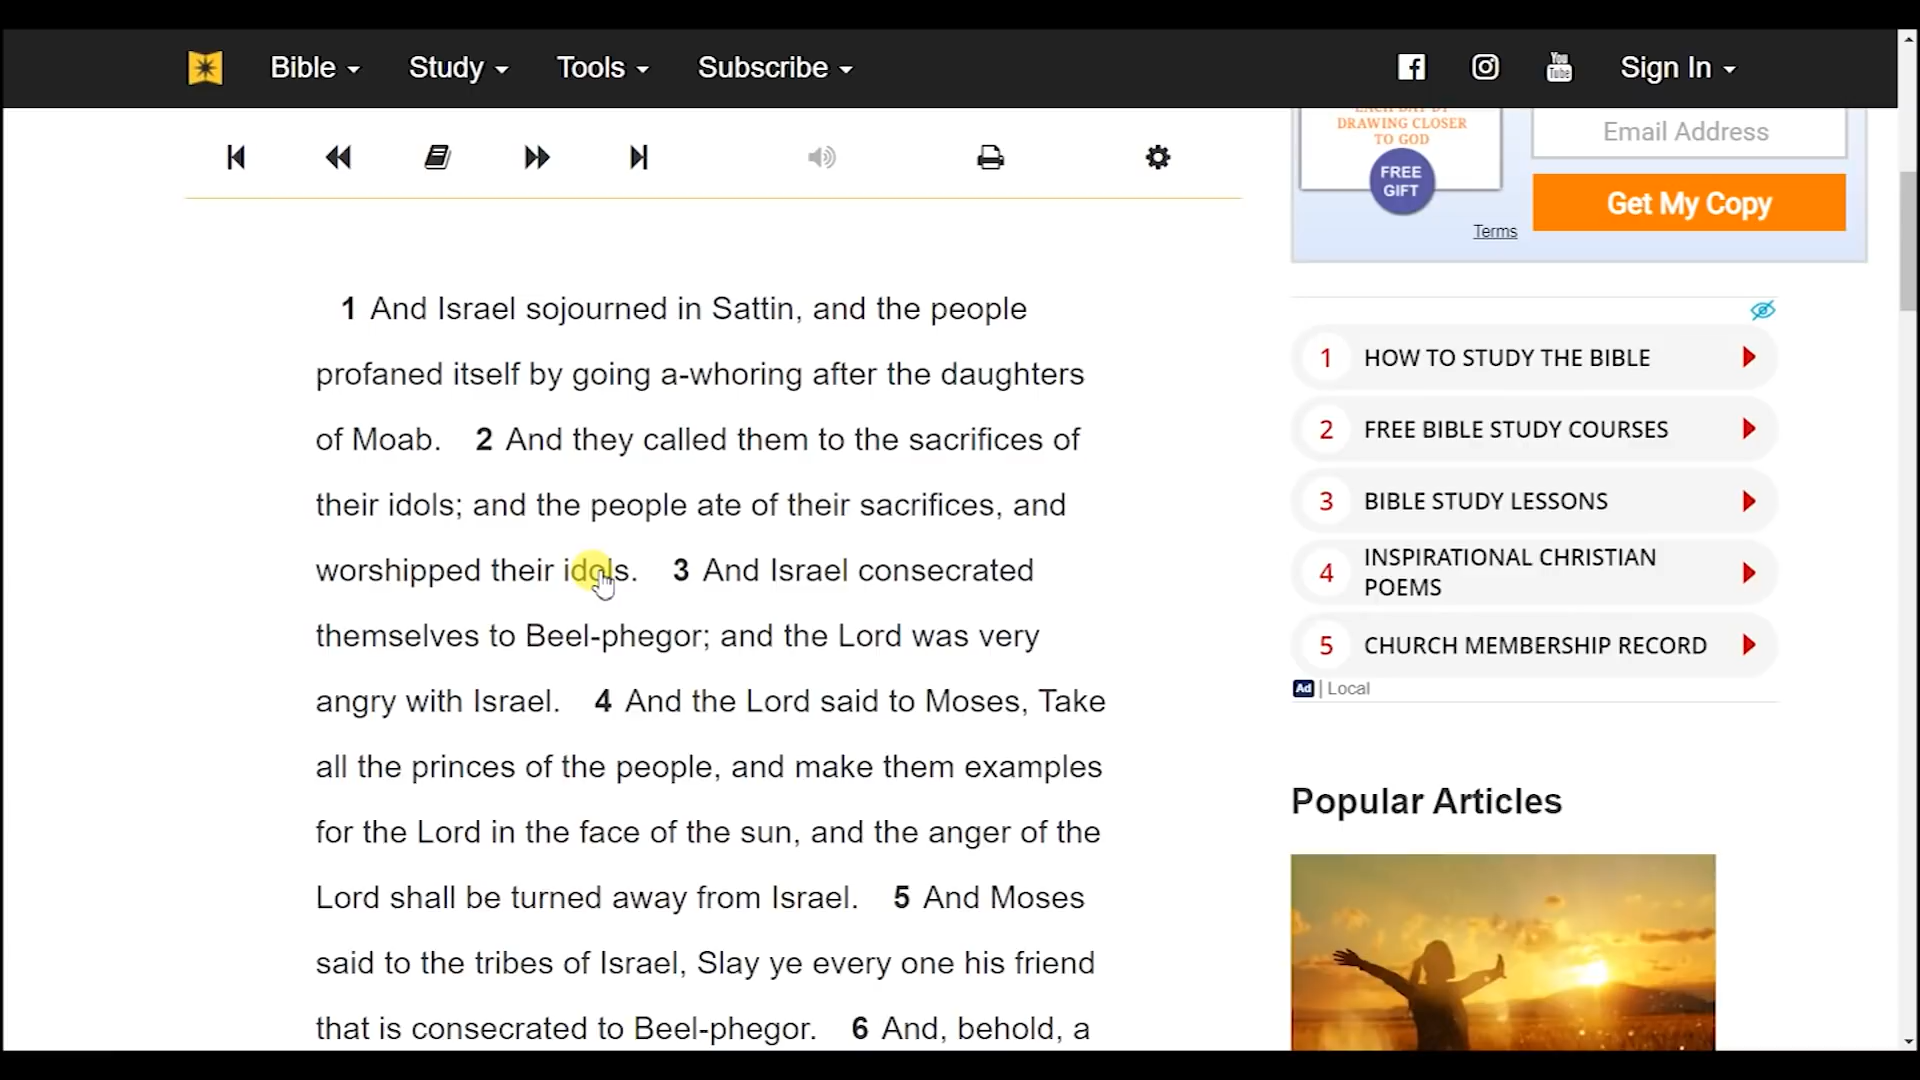 Bible
Study
Tools
Subscribe
You
Tube
Sign In
DRAWING CLOSER
TO GOD
FREE
GIFT
Terms
Email Address
Get My Copy
1 And Israel sojourned in Sattin, and the people
profaned itself by going a-whoring after the daughters
of Moab. 2 And they called them to the sacrifices of
their idols; and the people ate of their sacrifices, and
worshipped their idols. 3 And Israel consecrated
themselves to Beel-phegor; and the Lord was very
angry with Israel. 4 And the Lord said to Moses, Take
all the princes of the people, and make them examples
for the Lord in the face of the sun, and the anger of the
Lord shall be turned away from Israel. 5 And Moses
said to the tribes of Israel, Slay ye every one his friend
that is consecrated to Beel-phegor. 6 And, behold, a
1 HOW TO STUDY THE BIBLE
2 FREE BIBLE STUDY COURSES
3 BIBLE STUDY LESSONS
4 INSPIRATIONAL CHRISTIAN
POEMS
5 CHURCH MEMBERSHIP RECORD
Ad | Local
Popular Articles